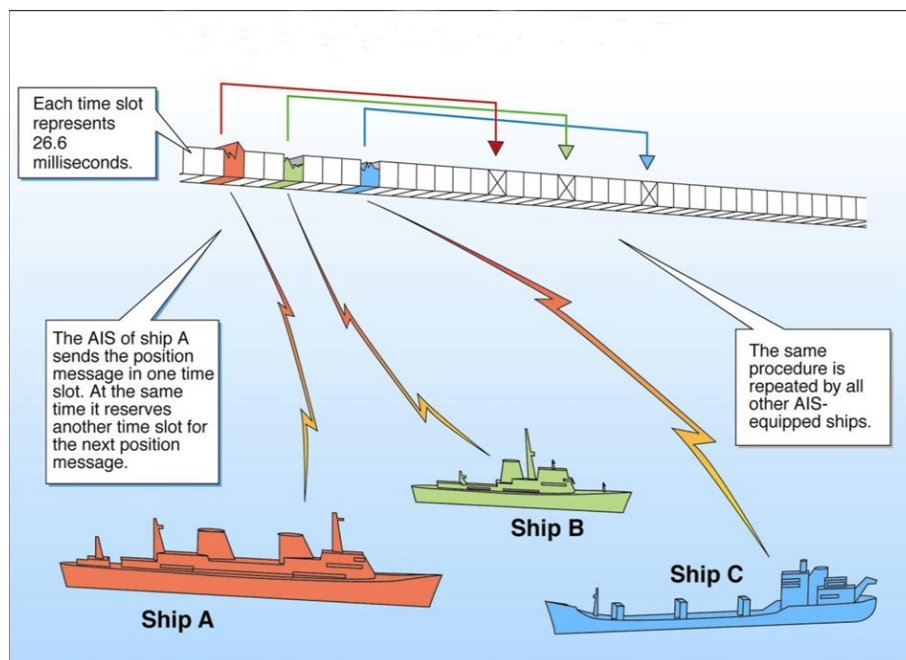 Each time slot
represents
26.6
milliseconds.
The AIS of ship A
sends the position
message in one time
slot. At the same
time it reserves
another time slot for
the next position
message.
The same
procedure is
repeated by all
other AIS-
equipped ships.
Ship B
Ship C
Ship A